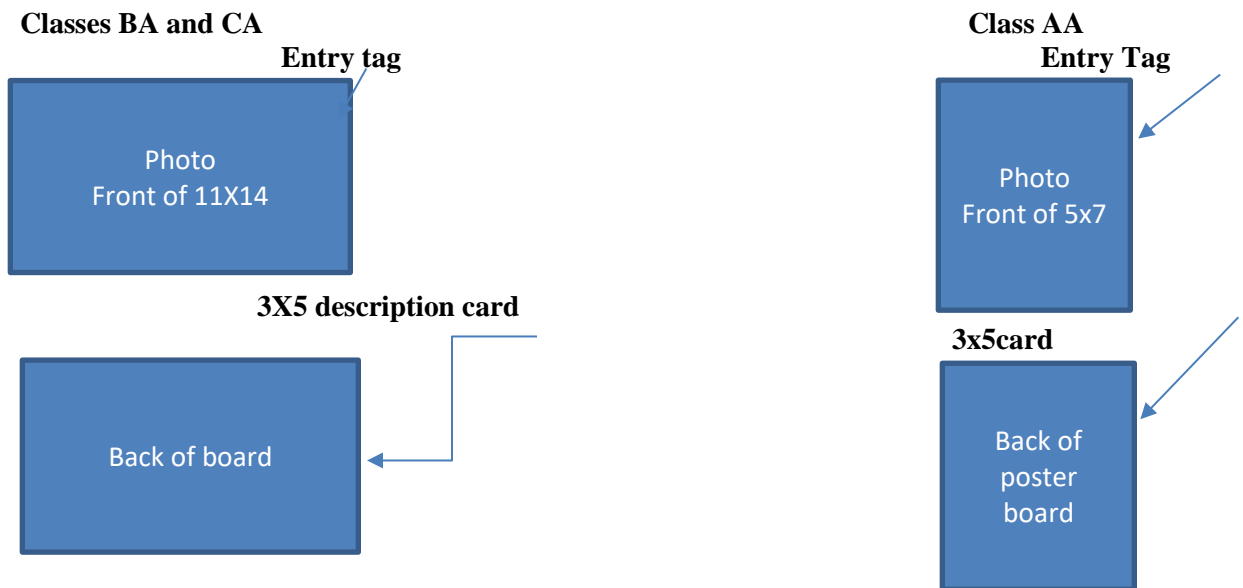 Classes BA and CA
Entry tag
Photo
Front of 11X14
3X5 description card
Back of board
Class AA
Entry Tag
Photo
Front of 5x7
3x5card
Back of
poster
board